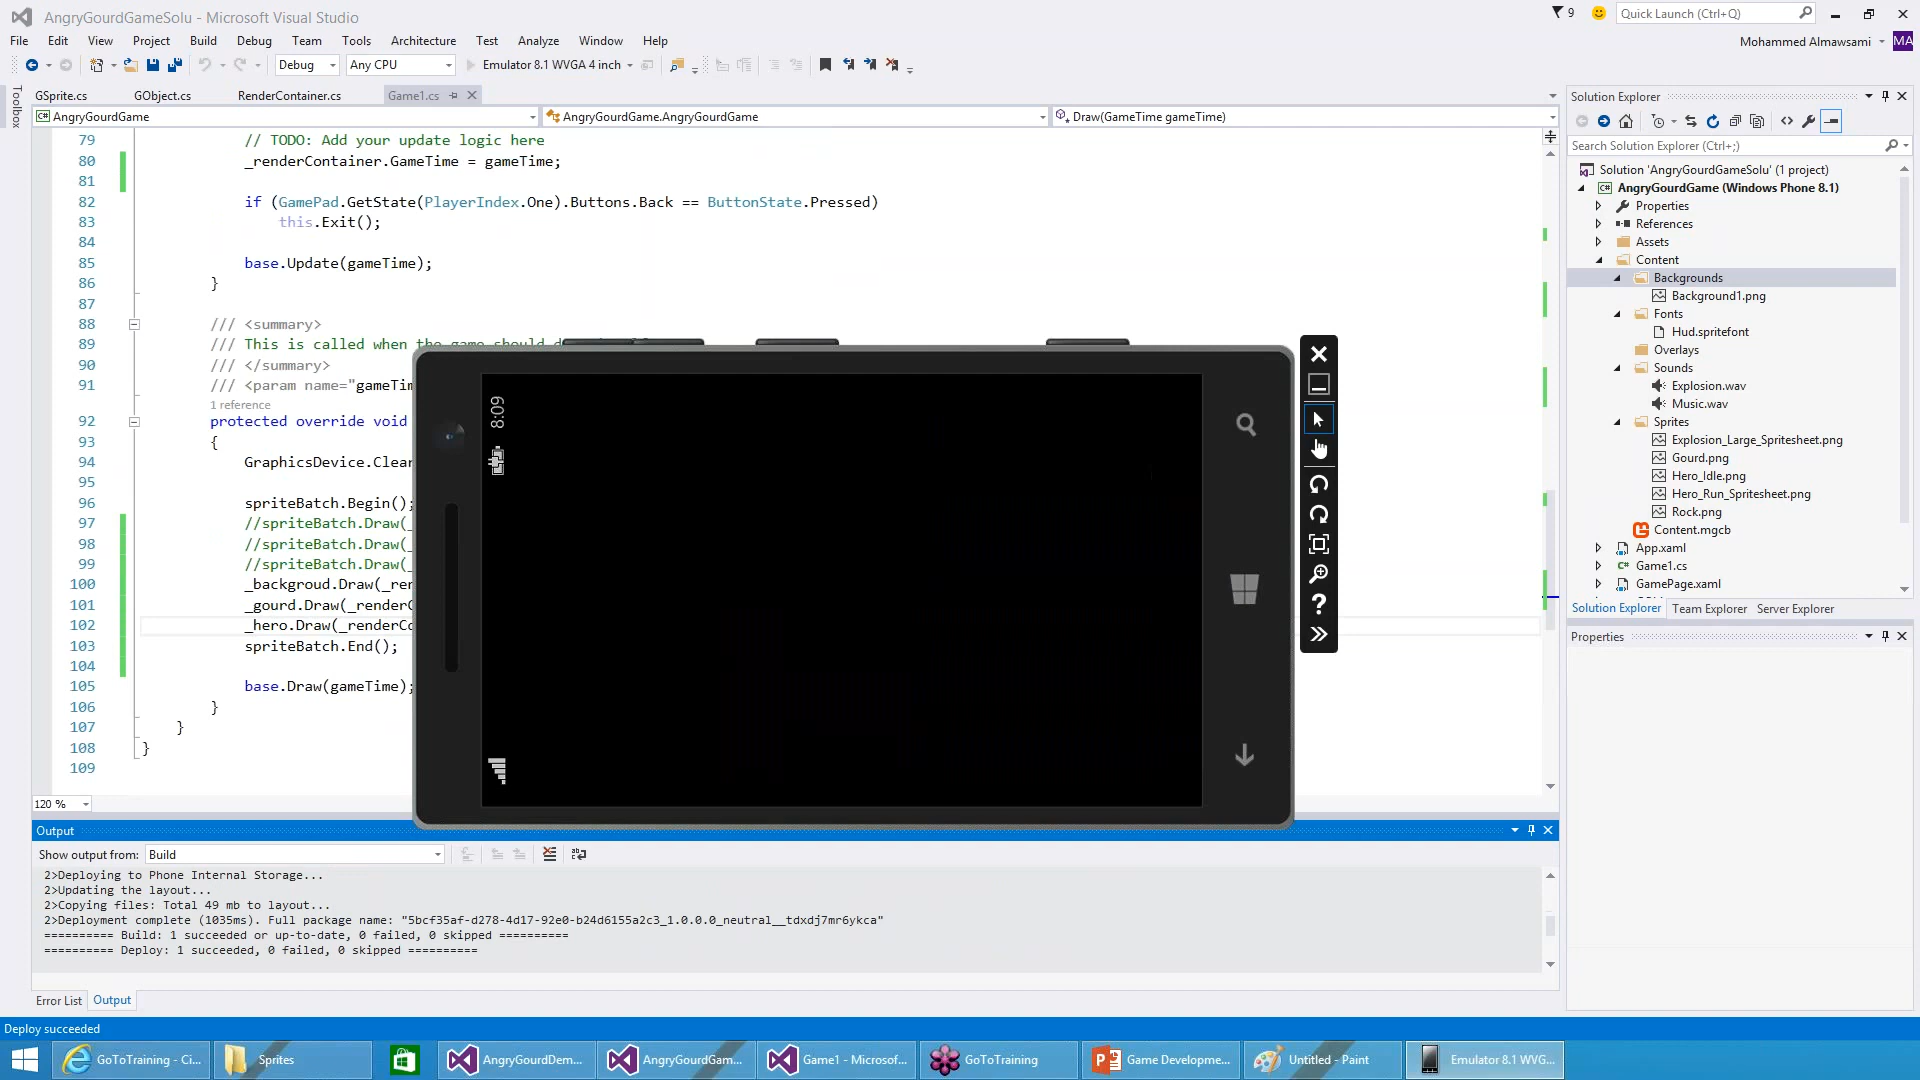 AngryGourdGameSolu - Microsoft Visual Studio
9
Quick Launch (Ctrl+Q)
File Edit View Project Build Debug Team Tools Architecture Test Analyze Window Help
Mohammed Almawsami MA
Debug Any CPU Emulator 8.1 WVGA 4 inch
Toolbox
GSprite.cs GObject.cs RenderContainer.cs Game1.cs
AngryGourdGame AngryGourdGame.AngryGourdGame Draw(GameTime gameTime)
79 // TODO: Add your update logic here
80 _renderContainer.GameTime = gameTime;
81
82 if (GamePad.GetState(PlayerIndex.One).Buttons.Back == ButtonState.Pressed)
83 this.Exit();
84
85 base.Update(gameTime);
86 }
87
88 /// <summary>
89 /// This is called when the game should
90 /// </summary>
91 /// <param name="gameTim
1 reference
92 protected override void
93 {
94 GraphicsDevice.Clear
95
96 spriteBatch.Begin();
97 //spriteBatch.Draw(_
98 //spriteBatch.Draw(_
99 //spriteBatch.Draw(_
100 _backgroud.Draw(_ren
101 _gourd.Draw(_renderC
102 _hero.Draw(_renderCo
103 spriteBatch.End();
104
105 base.Draw(gameTime);
106 }
107 }
108 }
109
120 %
8:09
Output
Show output from: Build
2>Deploying to Phone Internal Storage...
2>Updating the layout...
2>Copying files: Total 49 mb to layout...
2>Deployment complete (1035ms). Full package name: "5bcf35af-d278-4d17-92e0-b24d6155a2c3_1.0.0.0_neutral__tdxdj7mr6ykca"
========== Build: 1 succeeded or up-to-date, 0 failed, 0 skipped ==========
========== Deploy: 1 succeeded, 0 failed, 0 skipped ==========
Error List Output
Deploy succeeded
Solution Explorer
Search Solution Explorer (Ctrl+;)
Solution 'AngryGourdGameSolu' (1 project)
AngryGourdGame (Windows Phone 8.1)
Properties
References
Assets
Content
Backgrounds
Background1.png
Fonts
Hud.spritefont
Overlays
Sounds
Explosion.wav
Music.wav
Sprites
Explosion_Large_Spritesheet.png
Gourd.png
Hero_Idle.png
Hero_Run_Spritesheet.png
Rock.png
Content.mgcb
App.xaml
Game1.cs
GamePage.xaml
Solution Explorer Team Explorer Server Explorer
Properties
GoToTraining - Ci... Sprites AngryGourdDem... AngryGourdGam... Game1 - Microsof... GoToTraining Game Developme... Untitled - Paint Emulator 8.1 WVG...